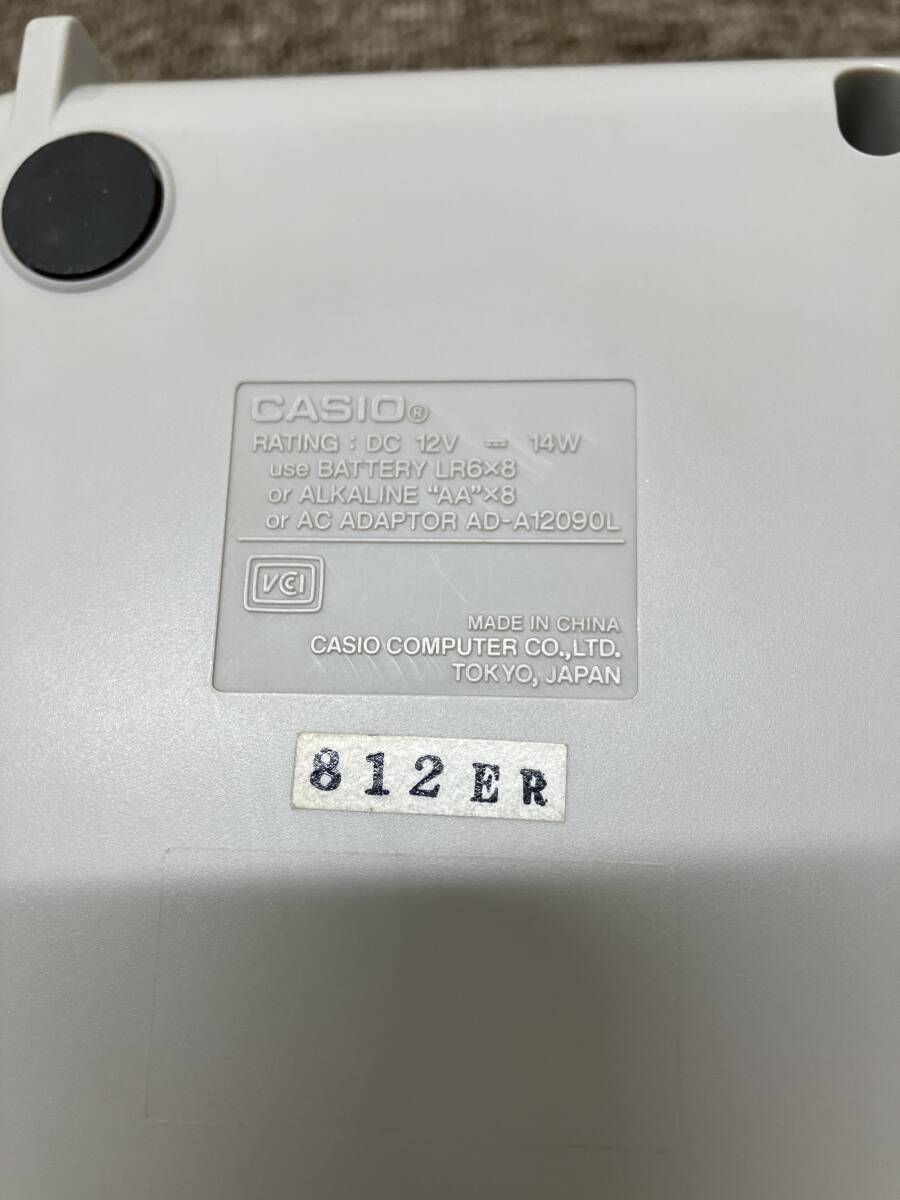 CASIO®
RATING : DC 12V ⎓ 14W
use BATTERY LR6×8
or ALKALINE “AA”×8
or AC ADAPTOR AD-A12090L
VCI
MADE IN CHINA
CASIO COMPUTER CO.,LTD.
TOKYO, JAPAN
812ER